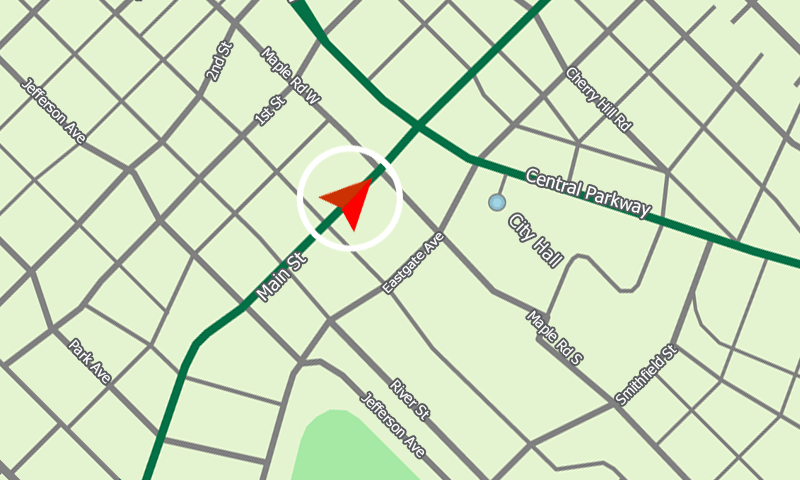 2nd St
Maple Rd W
Cherry Hill Rd
Jefferson Ave
1st St
Central Parkway
City Hall
Eastgate Ave
Main St
Maple Rd S
Park Ave
Smithfield St
River St
Jefferson Ave